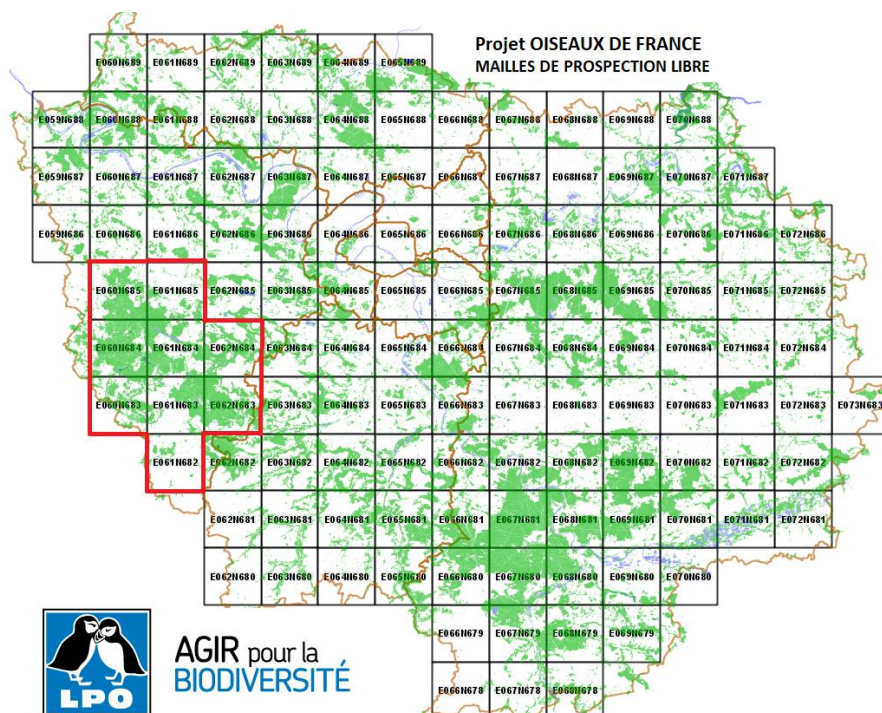 Projet OISEAUX DE FRANCE
MAILLES DE PROSPECTION LIBRE
E060N689 E061N689 E062N689 E063N689 E064N689 E065N689
E059N688 E060N688 E061N688 E062N688 E063N688 E064N688 E065N688 E066N688 E067N688 E068N688 E069N688 E070N688
E059N687 E060N687 E061N687 E062N687 E063N687 E064N687 E065N687 E066N687 E067N687 E068N687 E069N687 E070N687 E071N687
E059N686 E060N686 E061N686 E062N686 E063N686 E064N686 E065N686 E066N686 E067N686 E068N686 E069N686 E070N686 E071N686 E072N686
E060N685 E061N685 E062N685 E063N685 E064N685 E065N685 E066N685 E067N685 E068N685 E069N685 E070N685 E071N685 E072N685
E060N684 E061N684 E062N684 E063N684 E064N684 E065N684 E066N684 E067N684 E068N684 E069N684 E070N684 E071N684 E072N684
E060N683 E061N683 E062N683 E063N683 E064N683 E065N683 E066N683 E067N683 E068N683 E069N683 E070N683 E071N683 E072N683 E073N683
E061N682 E062N682 E063N682 E064N682 E065N682 E066N682 E067N682 E068N682 E069N682 E070N682 E071N682 E072N682
E062N681 E063N681 E064N681 E065N681 E066N681 E067N681 E068N681 E069N681 E070N681 E071N681 E072N681
E062N680 E063N680 E064N680 E065N680 E066N680 E067N680 E068N680 E069N680 E070N680
E066N679 E067N679 E068N679 E069N679
E066N678 E067N678 E068N678
LPO
AGIR pour la
BIODIVERSITÉ